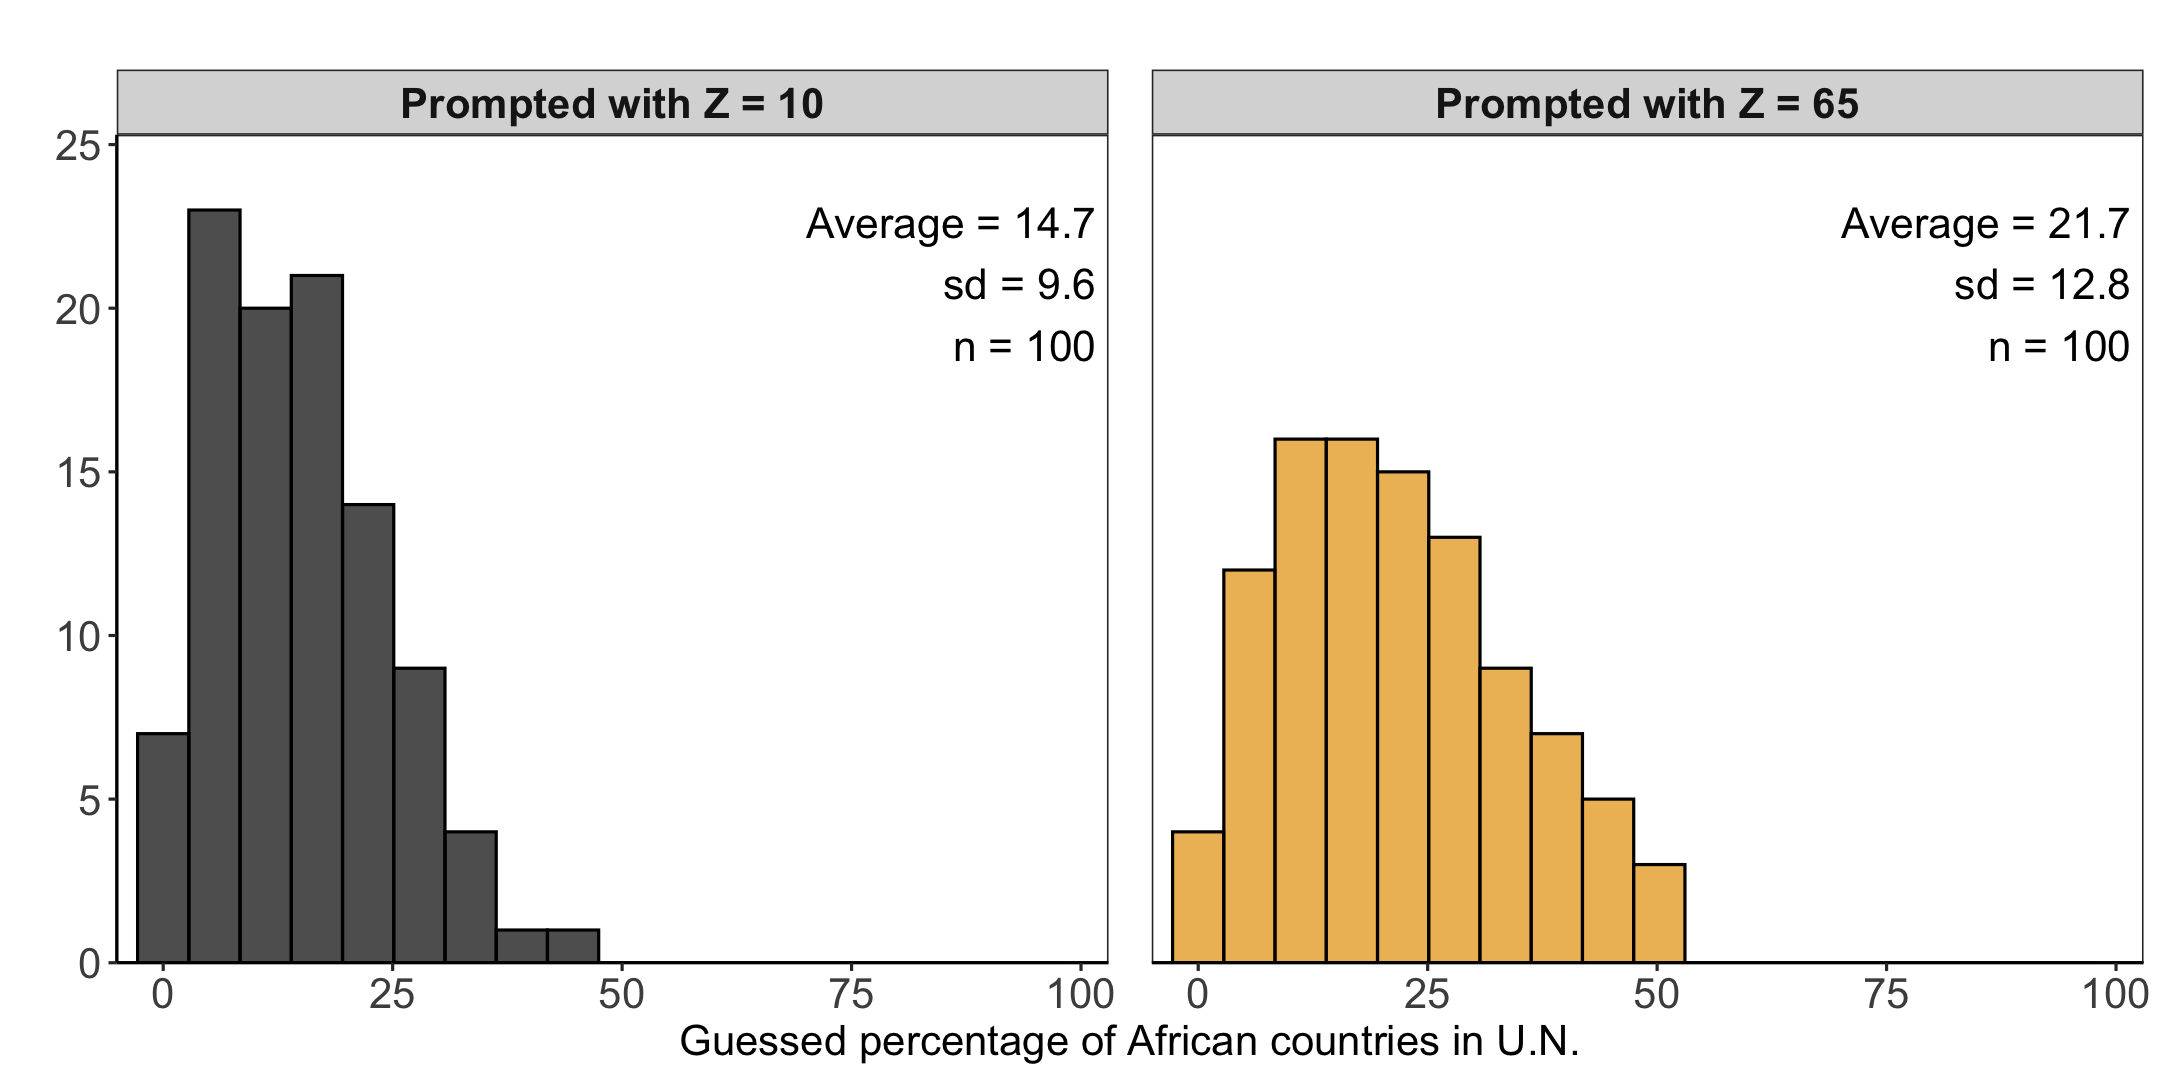 Prompted with Z = 10
Prompted with Z = 65
25
20
15
10
5
0
Average = 14.7
sd = 9.6
n = 100
Average = 21.7
sd = 12.8
n = 100
0 25 50 75 100
0 25 50 75 100
Guessed percentage of African countries in U.N.